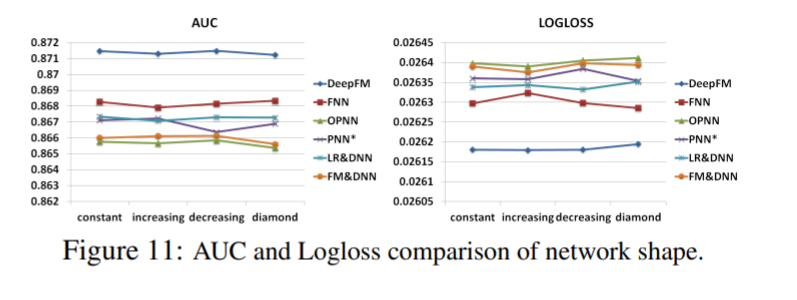 AUC
0.872
0.871
0.87
0.869
0.868
0.867
0.866
0.865
0.864
0.863
0.862
constant increasing decreasing diamond
DeepFM
FNN
OPNN
PNN*
LR&DNN
FM&DNN
LOGLOSS
0.02645
0.0264
0.02635
0.0263
0.02625
0.0262
0.02615
0.0261
0.02605
constant increasing decreasing diamond
DeepFM
FNN
OPNN
PNN*
LR&DNN
FM&DNN
Figure 11: AUC and Logloss comparison of network shape.